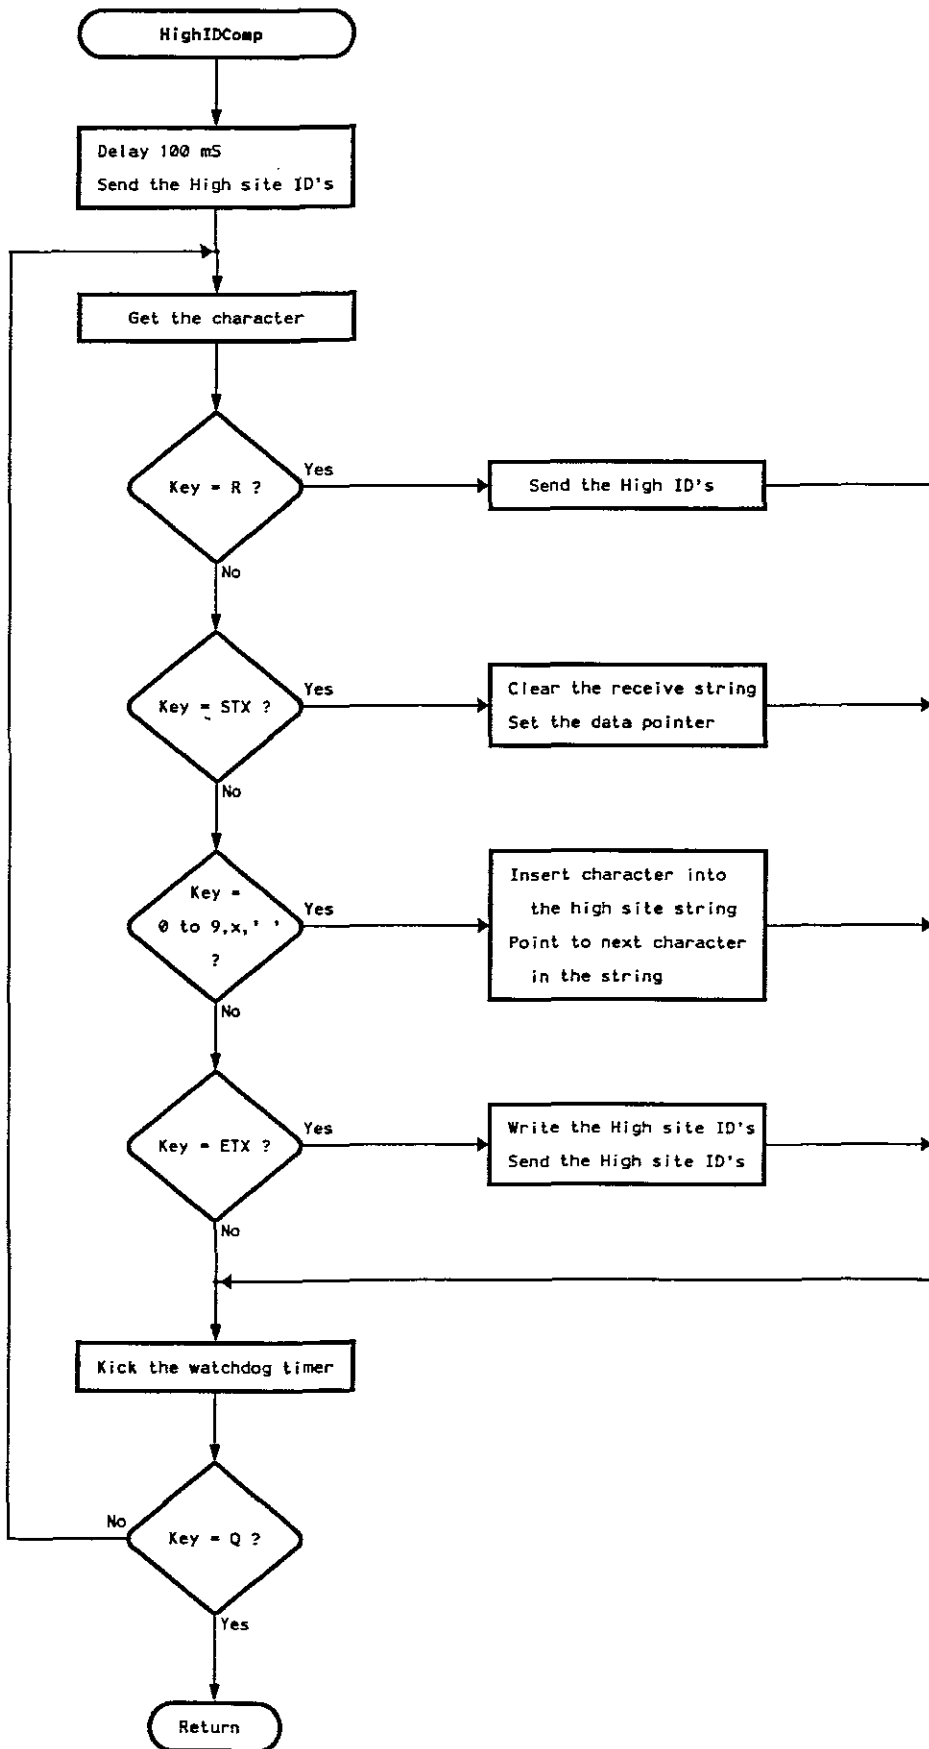 HighIDComp
Delay 100 mS
Send the High site ID's
Get the character
Key = R ?
Yes
Send the High ID's
No
Key = STX ?
Yes
Clear the receive string
Set the data pointer
No
Key =
0 to 9,x,' '
?
Yes
Insert character into
the high site string
Point to next character
in the string
No
Key = ETX ?
Yes
Write the High site ID's
Send the High site ID's
No
Kick the watchdog timer
No
Key = Q ?
Yes
Return